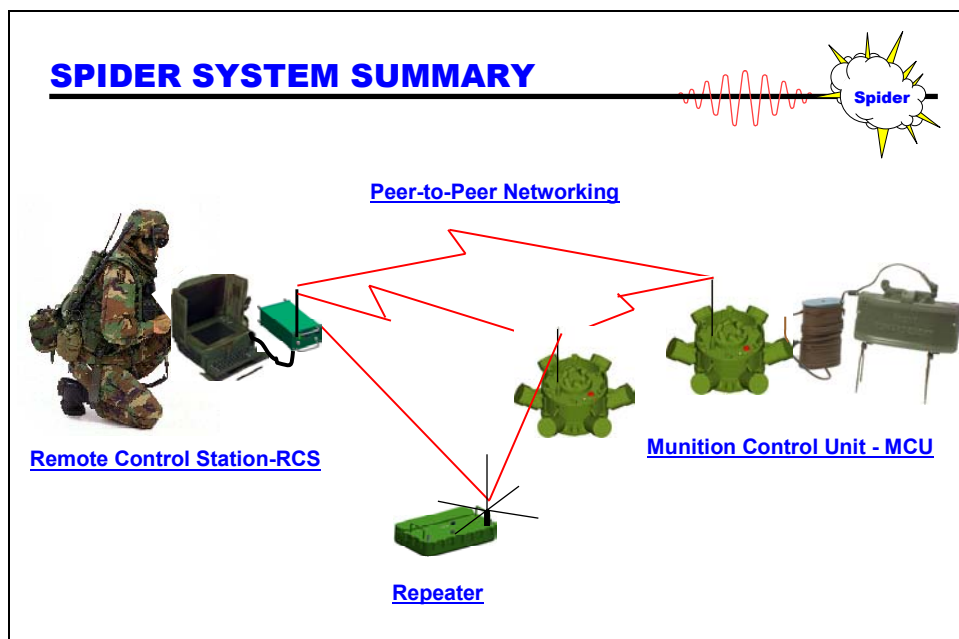 SPIDER SYSTEM SUMMARY
Spider
Peer-to-Peer Networking
Remote Control Station-RCS
Munition Control Unit - MCU
Repeater